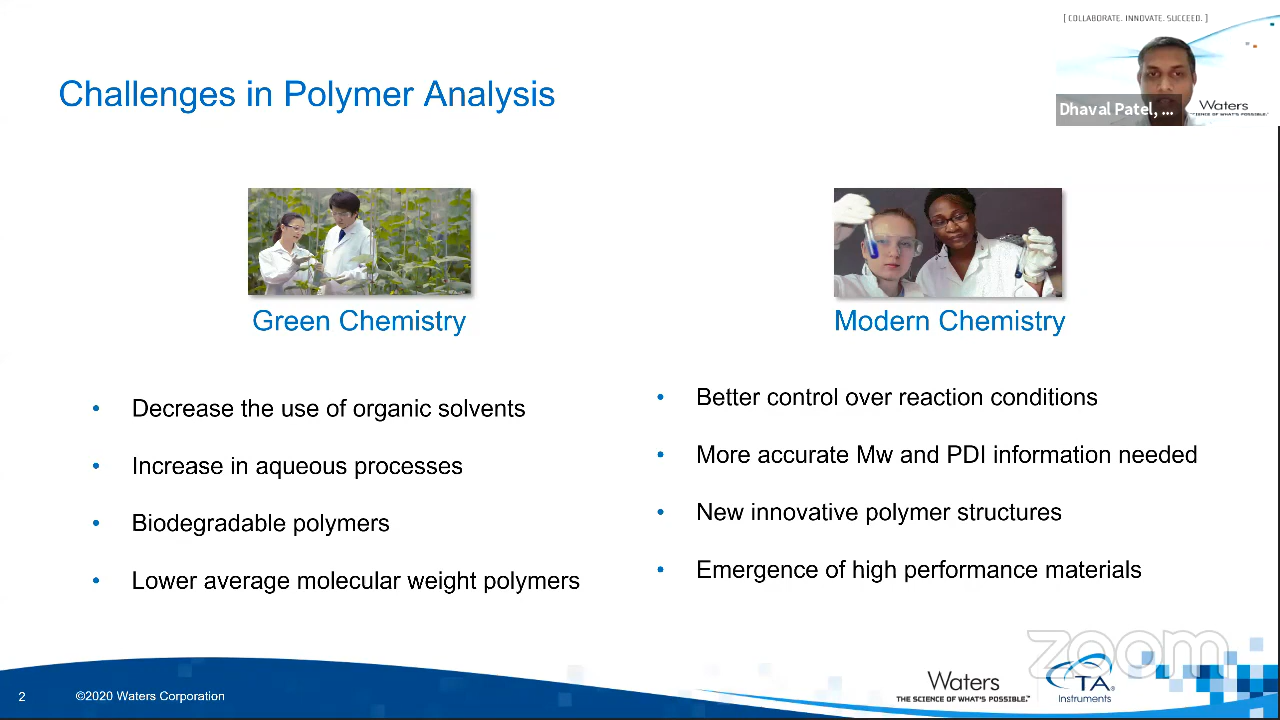 [ COLLABORATE. INNOVATE. SUCCEED. ]
Challenges in Polymer Analysis
Dhaval Patel, ...
Waters
SCIENCE OF WHAT'S POSSIBLE.™
Green Chemistry
• Decrease the use of organic solvents
• Increase in aqueous processes
• Biodegradable polymers
• Lower average molecular weight polymers
Modern Chemistry
• Better control over reaction conditions
• More accurate Mw and PDI information needed
• New innovative polymer structures
• Emergence of high performance materials
zoom
2
©2020 Waters Corporation
Waters
THE SCIENCE OF WHAT'S POSSIBLE.™
TA
Instruments